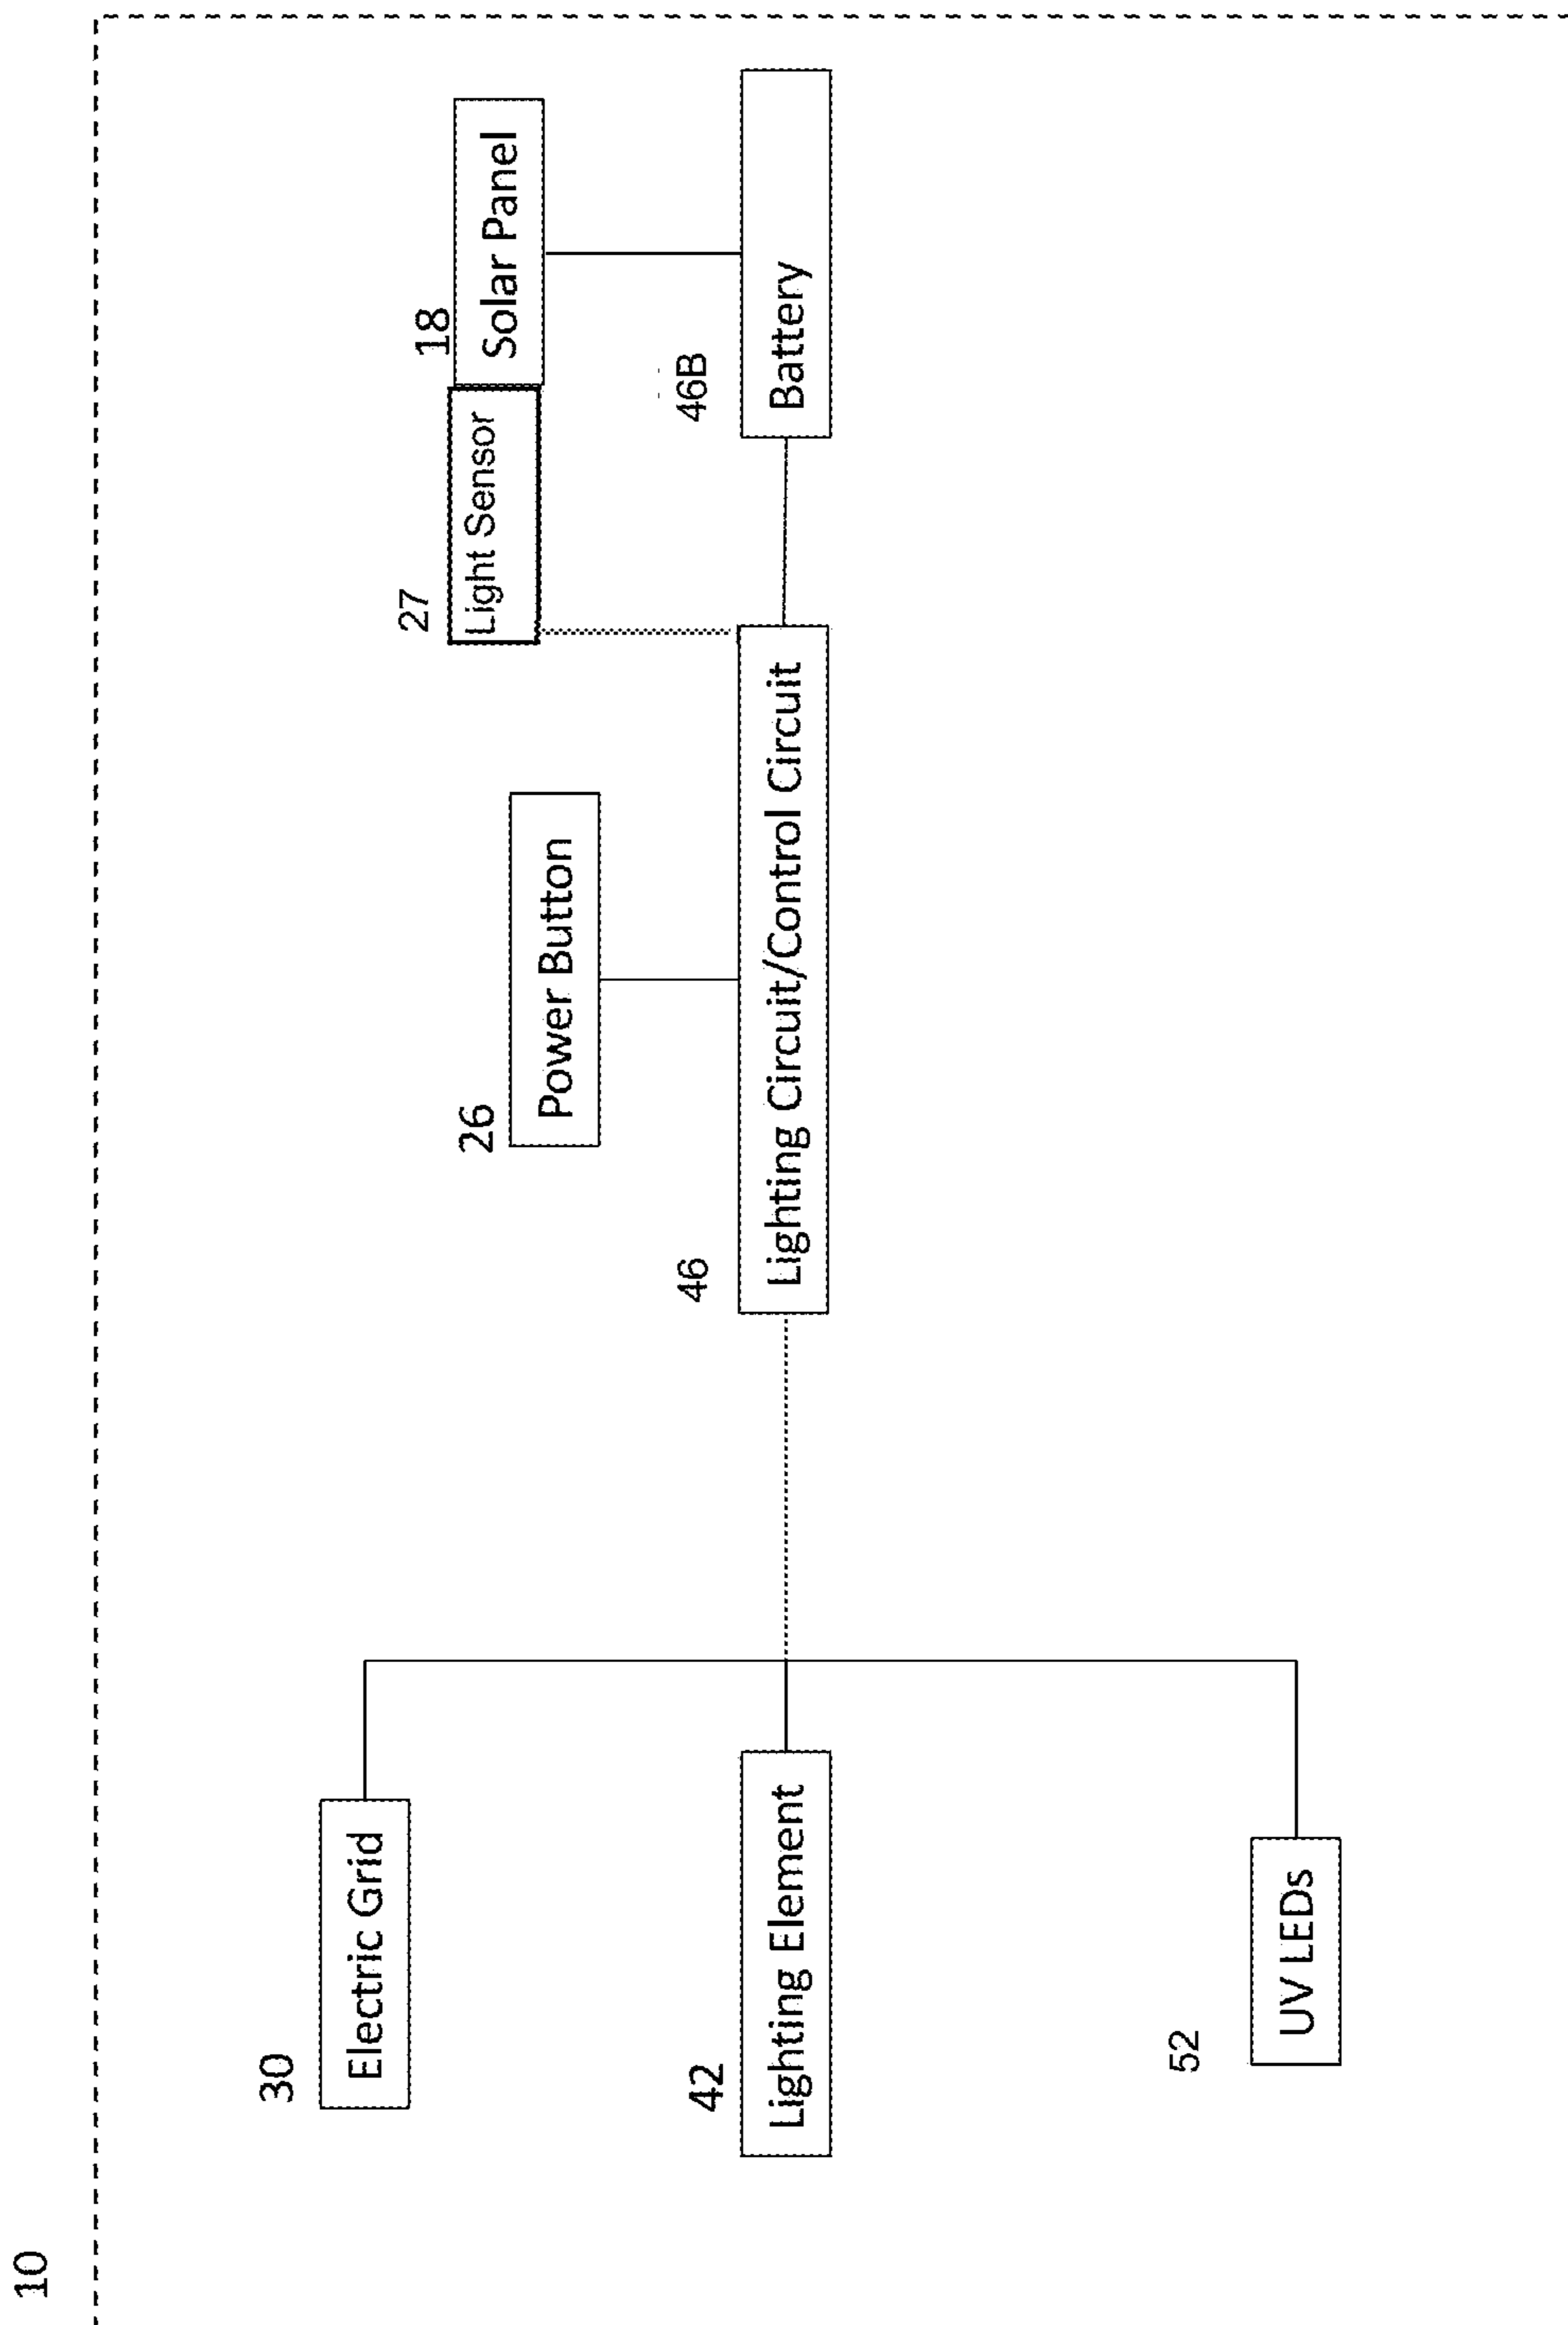 10
30
Electric Grid
42
Lighting Element
52
UV LEDs
26
Power Button
46
Lighting Circuit/Control Circuit
27
Light Sensor
18
Solar Panel
46B
Battery